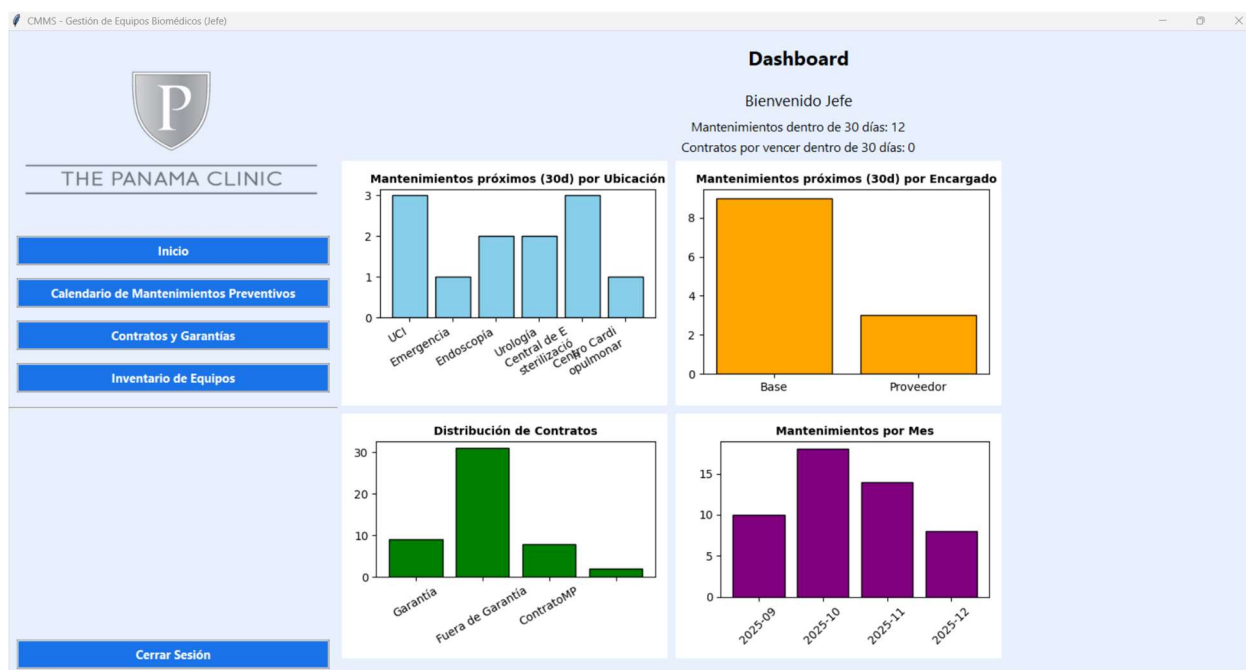 CMMS - Gestión de Equipos Biomédicos (Jefe)
P
THE PANAMA CLINIC
Inicio
Calendario de Mantenimientos Preventivos
Contratos y Garantías
Inventario de Equipos
Cerrar Sesión
Dashboard
Bienvenido Jefe
Mantenimientos dentro de 30 días: 12
Contratos por vencer dentro de 30 días: 0
Mantenimientos próximos (30d) por Ubicación
3
2
1
0
UCI
Emergencia
Endoscopía
Urología
Central de E
sterilizació
n
Centro Cardi
opulmonar
Mantenimientos próximos (30d) por Encargado
8
6
4
2
0
Base
Proveedor
Distribución de Contratos
30
20
10
0
Garantía
Fuera de Garantía
ContratoMP
Mantenimientos por Mes
15
10
5
0
2025-09
2025-10
2025-11
2025-12